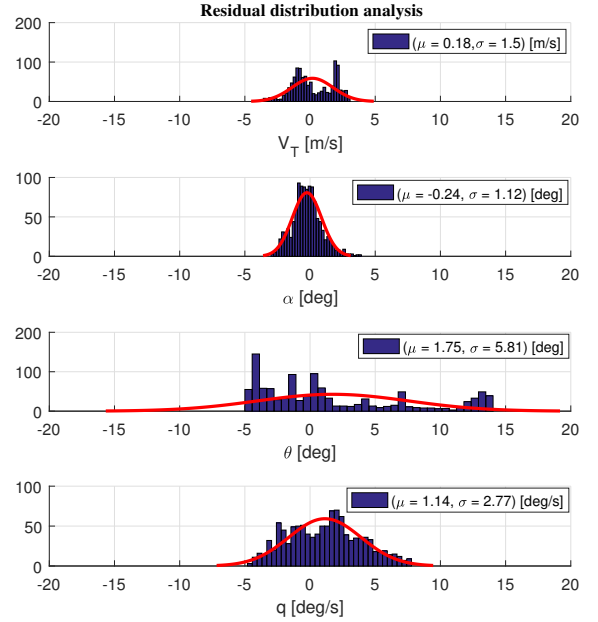 Residual distribution analysis
200
100
0
(μ = 0.18,σ = 1.5) [m/s]
-20 -15 -10 -5 0 5 10 15 20
V_T [m/s]
100
50
0
(μ = -0.24, σ = 1.12) [deg]
-20 -15 -10 -5 0 5 10 15 20
α [deg]
200
100
0
(μ = 1.75, σ = 5.81) [deg]
-20 -15 -10 -5 0 5 10 15 20
θ [deg]
100
50
0
(μ = 1.14, σ = 2.77) [deg/s]
-20 -15 -10 -5 0 5 10 15 20
q [deg/s]